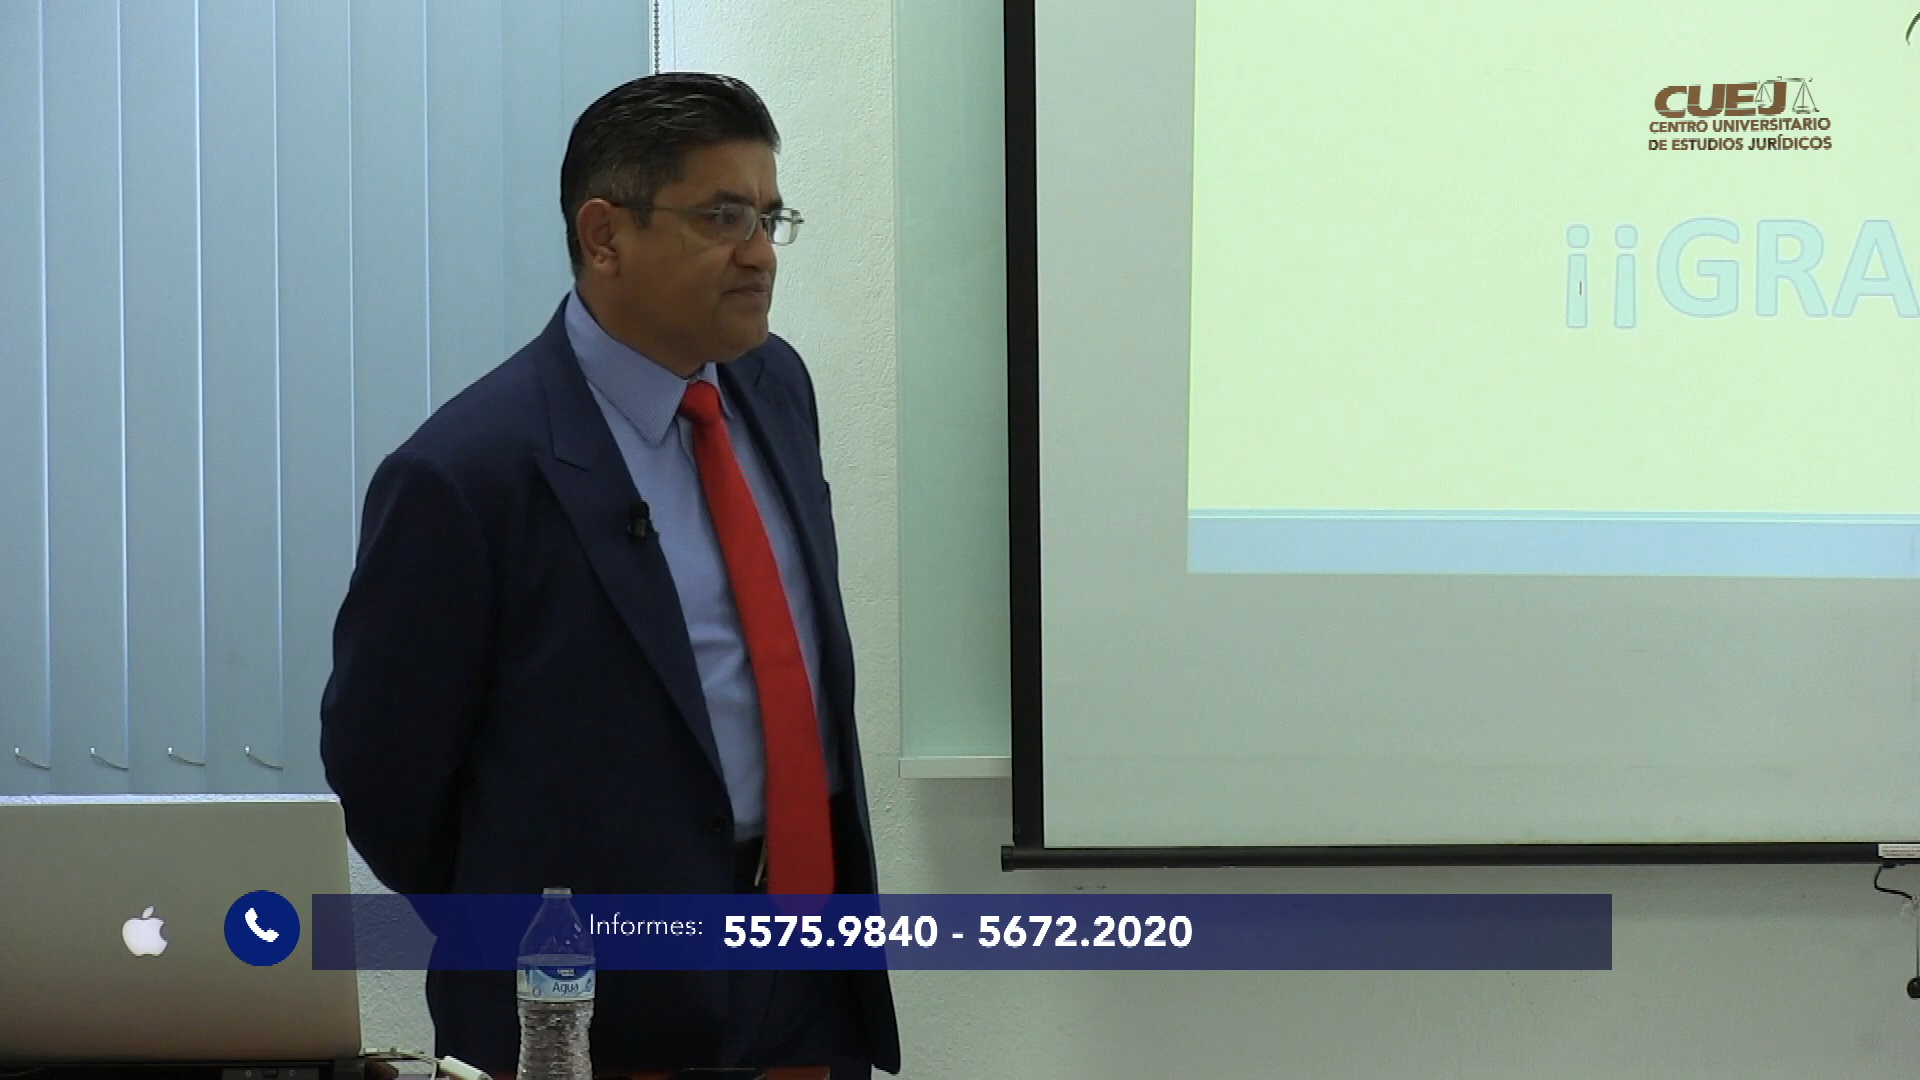 CUEJ
CENTRO UNIVERSITARIO
DE ESTUDIOS JURÍDICOS
¡¡GRA
Informes: 5575.9840 - 5672.2020
Agua